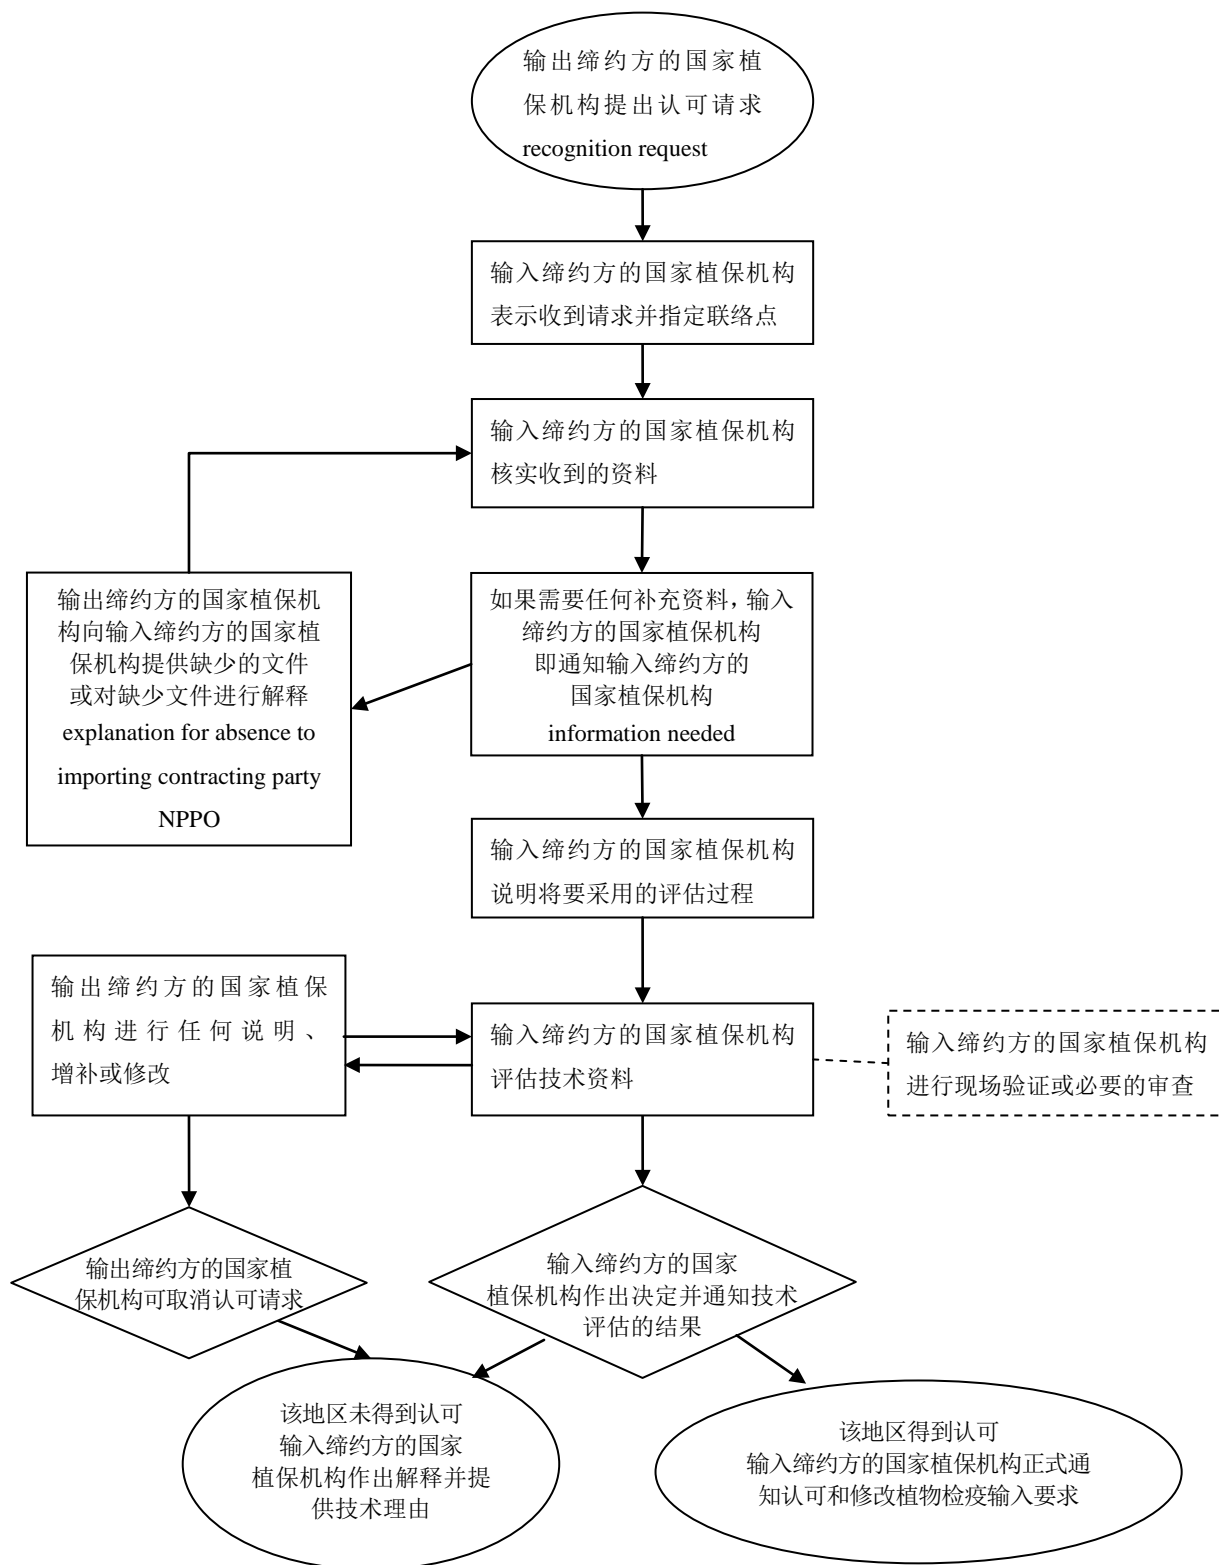 输出缔约方的国家植
保机构提出认可请求
recognition request
输入缔约方的国家植保机构
表示收到请求并指定联络点
输入缔约方的国家植保机构
核实收到的资料
输出缔约方的国家植保机
构向输入缔约方的国家植
保机构提供缺少的文件
或对缺少文件进行解释
explanation for absence to
importing contracting party
NPPO
如果需要任何补充资料，输入
缔约方的国家植保机构
即通知输入缔约方的
国家植保机构
information needed
输入缔约方的国家植保机构
说明将要采用的评估过程
输出缔约方的国家植保
机构进行任何说明、
增补或修改
输入缔约方的国家植保机构
评估技术资料
输入缔约方的国家植保机构
进行现场验证或必要的审查
输出缔约方的国家植
保机构可取消认可请求
输入缔约方的国家
植保机构作出决定并通知技术
评估的结果
该地区未得到认可
输入缔约方的国家
植保机构作出解释并提
供技术理由
该地区得到认可
输入缔约方的国家植保机构正式通
知认可和修改植物检疫输入要求